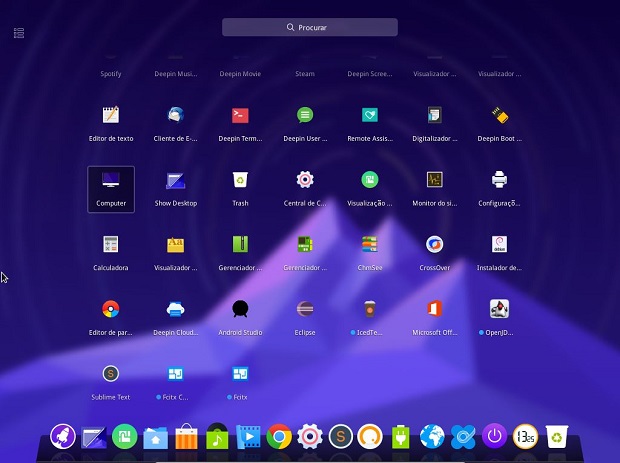 Procurar
Spotify Deepin Musi... Deepin Movie Steam Deepin Scree... Visualizador ... Visualizador ...
Editor de texto Cliente de E-... Deepin Term... Deepin User ... Remote Assis... Digitalizador ... Deepin Boot ...
Computer Show Desktop Trash Central de C... Visualização ... Monitor do si... Configuraçõ...
Calculadora Visualizador ... Gerenciador ... Gerenciador ... ChmSee CrossOver Instalador de...
Editor de par... Deepin Cloud... Android Studio Eclipse IcedTe... Microsoft Off... OpenJD...
Sublime Text Fcitx C... Fcitx
13 25